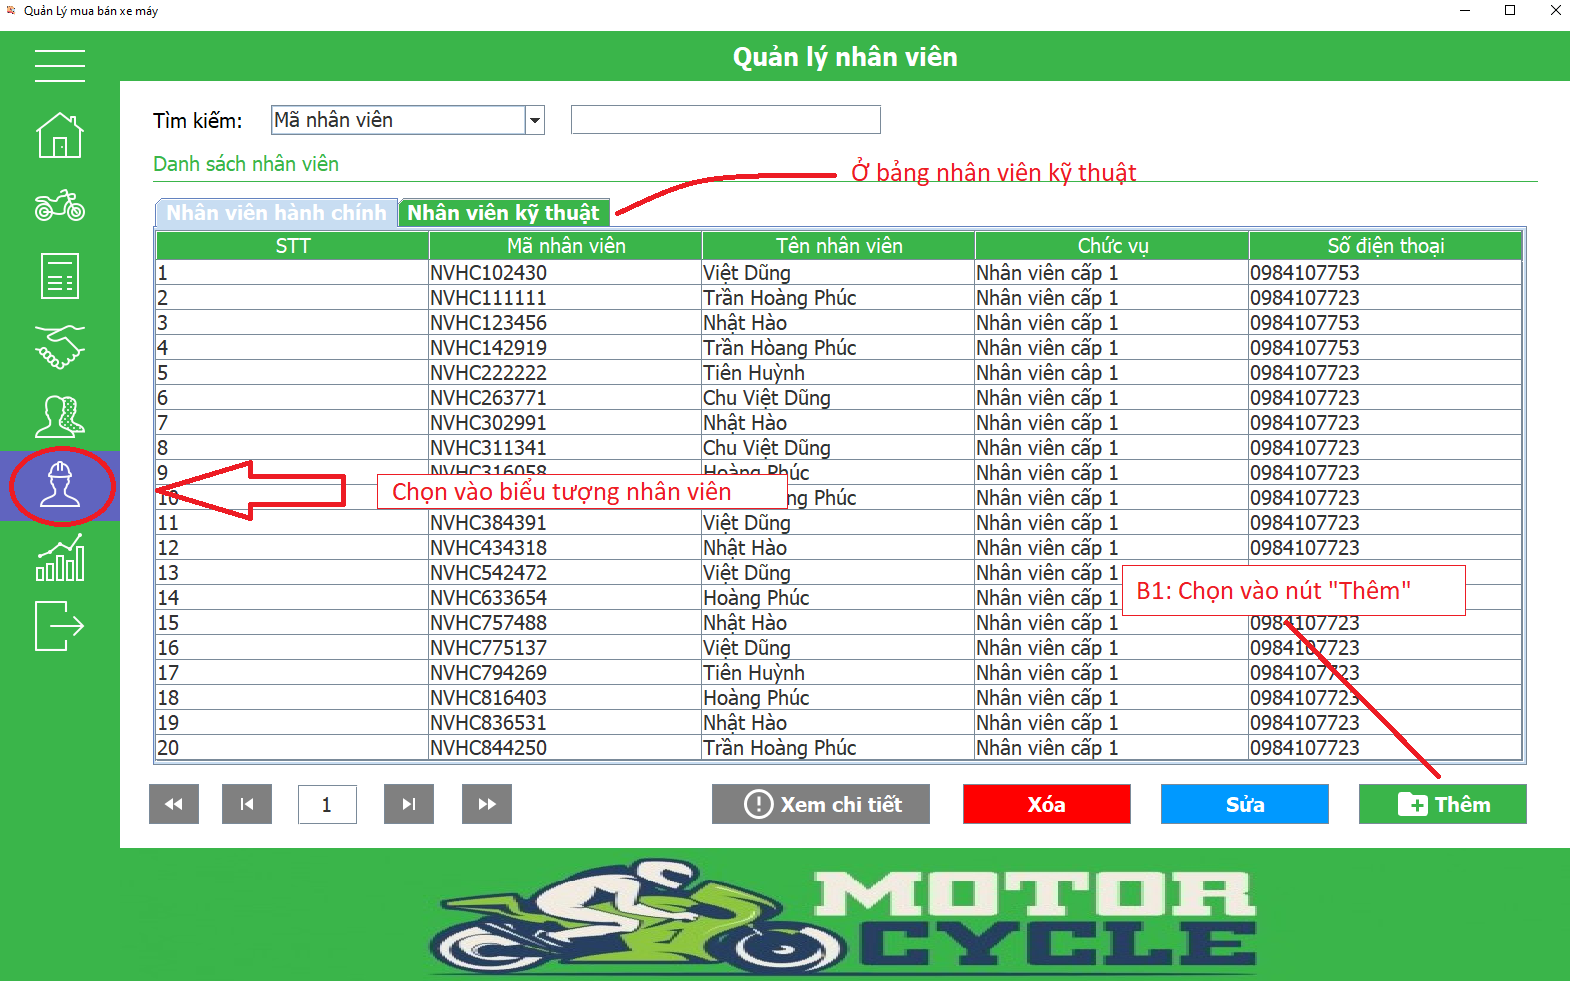 Quản Lý mua bán xe máy
Quản lý nhân viên
Tìm kiếm: Mã nhân viên
Danh sách nhân viên
Ở bảng nhân viên kỹ thuật
Nhân viên hành chính Nhân viên kỹ thuật
STT Mã nhân viên Tên nhân viên Chức vụ Số điện thoại
1 NVHC102430 Việt Dũng Nhân viên cấp 1 0984107753
2 NVHC111111 Trần Hoàng Phúc Nhân viên cấp 1 0984107723
3 NVHC123456 Nhật Hào Nhân viên cấp 1 0984107753
4 NVHC142919 Trần Hòang Phúc Nhân viên cấp 1 0984107753
5 NVHC222222 Tiên Huỳnh Nhân viên câp 1 0984107723
6 NVHC263771 Chu Việt Dũng Nhân viên cấp 1 0984107723
7 NVHC302991 Nhật Hào Nhân viên cấp 1 0984107723
8 NVHC311341 Chu Việt Dũng Nhân viên cấp 1 0984107723
9 NVHC316058 Hoàng Phúc Nhân viên cấp 1 0984107723
10 Phúc Nhân viên cấp 1 0984107723
Chọn vào biểu tượng nhân viên
11 NVHC384391 Việt Dũng Nhân viên cấp 1 0984107723
12 NVHC434318 Nhật Hào Nhân viên cấp 1 0984107723
13 NVHC542472 Việt Dũng Nhân viên cấp 1
14 NVHC633654 Hoàng Phúc Nhân viên cấp 1
B1: Chọn vào nút "Thêm"
15 NVHC757488 Nhật Hào Nhân viên cấp 1 0984107723
16 NVHC775137 Việt Dũng Nhân viên cấp 1 0984107723
17 NVHC794269 Tiên Huỳnh Nhân viên cấp 1 0984107723
18 NVHC816403 Hoàng Phúc Nhân viên cấp 1 0984107723
19 NVHC836531 Nhật Hào Nhân viên cấp 1 0984107723
20 NVHC844250 Trần Hoàng Phúc Nhân viên cấp 1 0984107723
1 Xem chi tiết Xóa Sửa Thêm
MOTOR
CYCLE